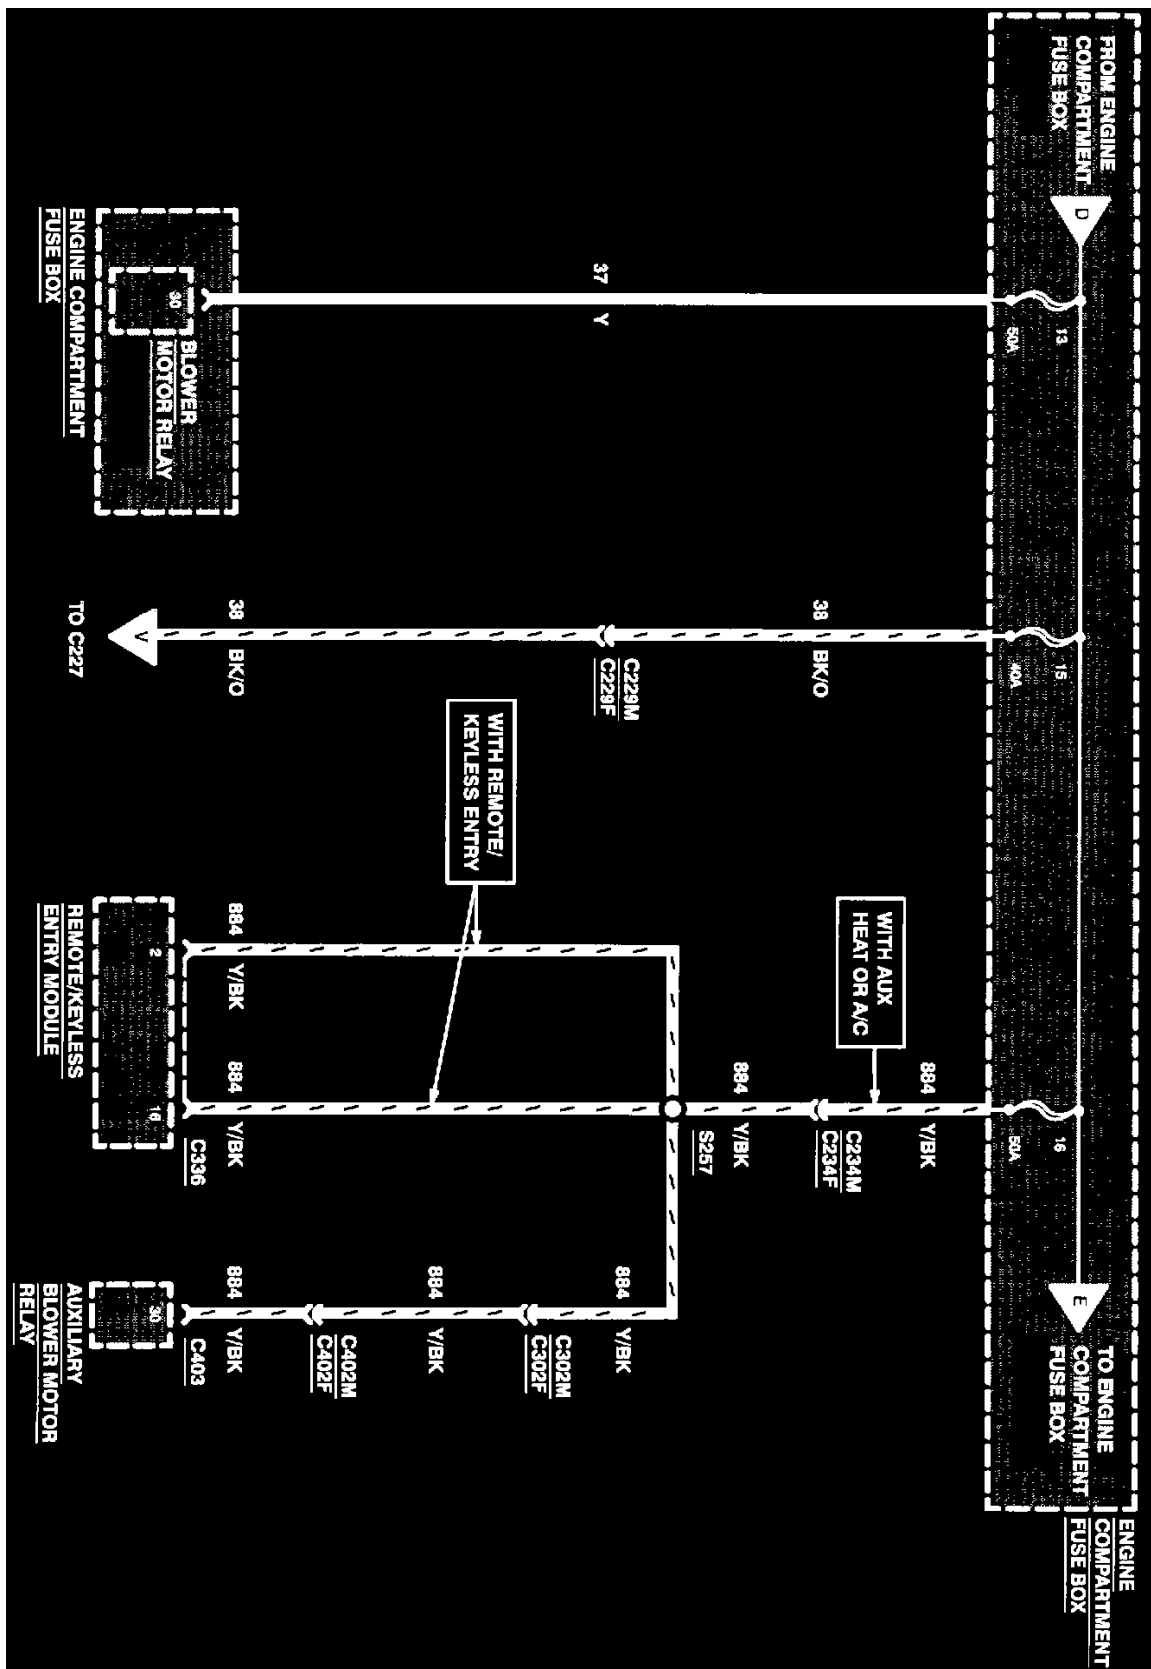 FROM ENGINE
COMPARTMENT
FUSE BOX
D
TO ENGINE
COMPARTMENT
FUSE BOX
E
ENGINE
COMPARTMENT
FUSE BOX
13
50A
15
40A
16
50A
37
Y
38
BK/O
884
Y/BK
WITH AUX
HEAT OR A/C
C234M
C234F
884
Y/BK
S257
C229M
C229F
884
Y/BK
C302M
C302F
WITH REMOTE/
KEYLESS ENTRY
884
Y/BK
C402M
C402F
38
BK/O
884
Y/BK
884
Y/BK
884
Y/BK
30
BLOWER
MOTOR RELAY
ENGINE COMPARTMENT
FUSE BOX
V
TO C227
2
16
C336
REMOTE/KEYLESS
ENTRY MODULE
30
C403
AUXILIARY
BLOWER MOTOR
RELAY